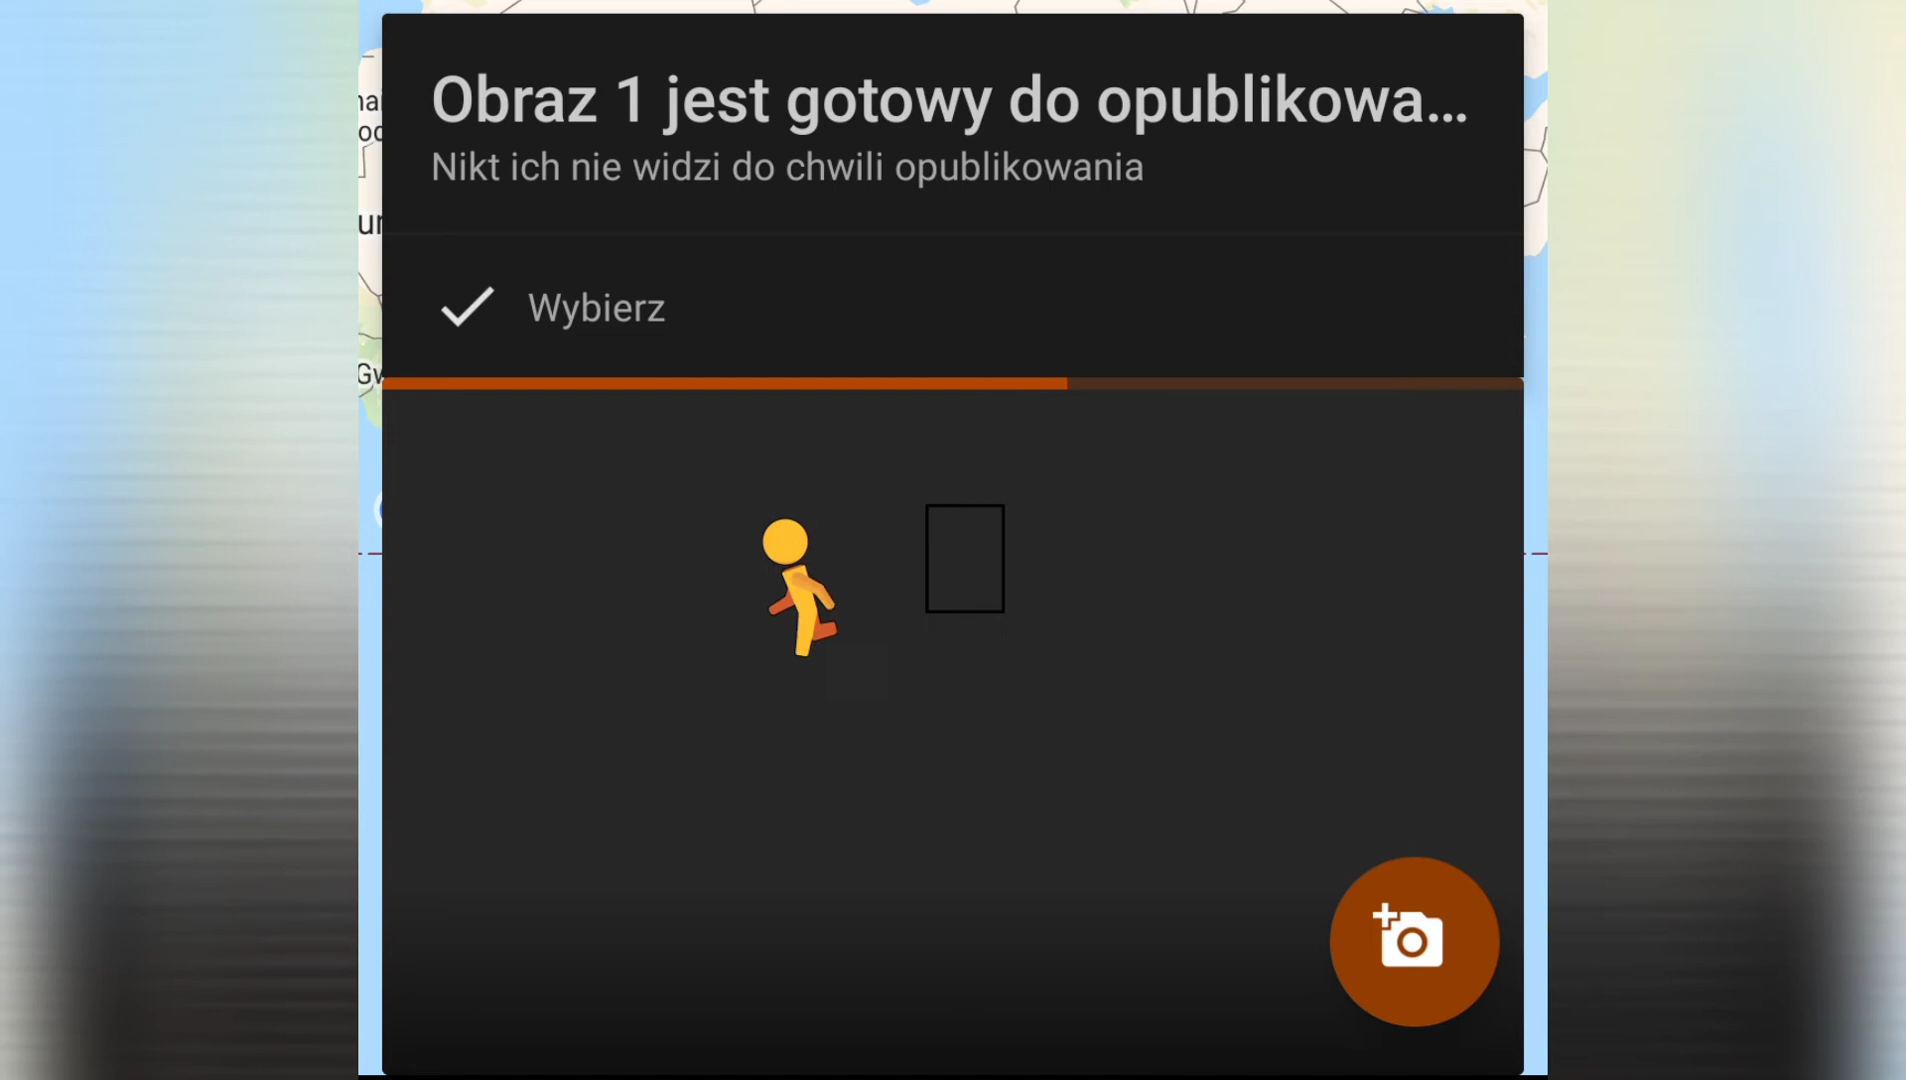 Obraz 1 jest gotowy do opublikowa...
Nikt ich nie widzi do chwili opublikowania
Wybierz